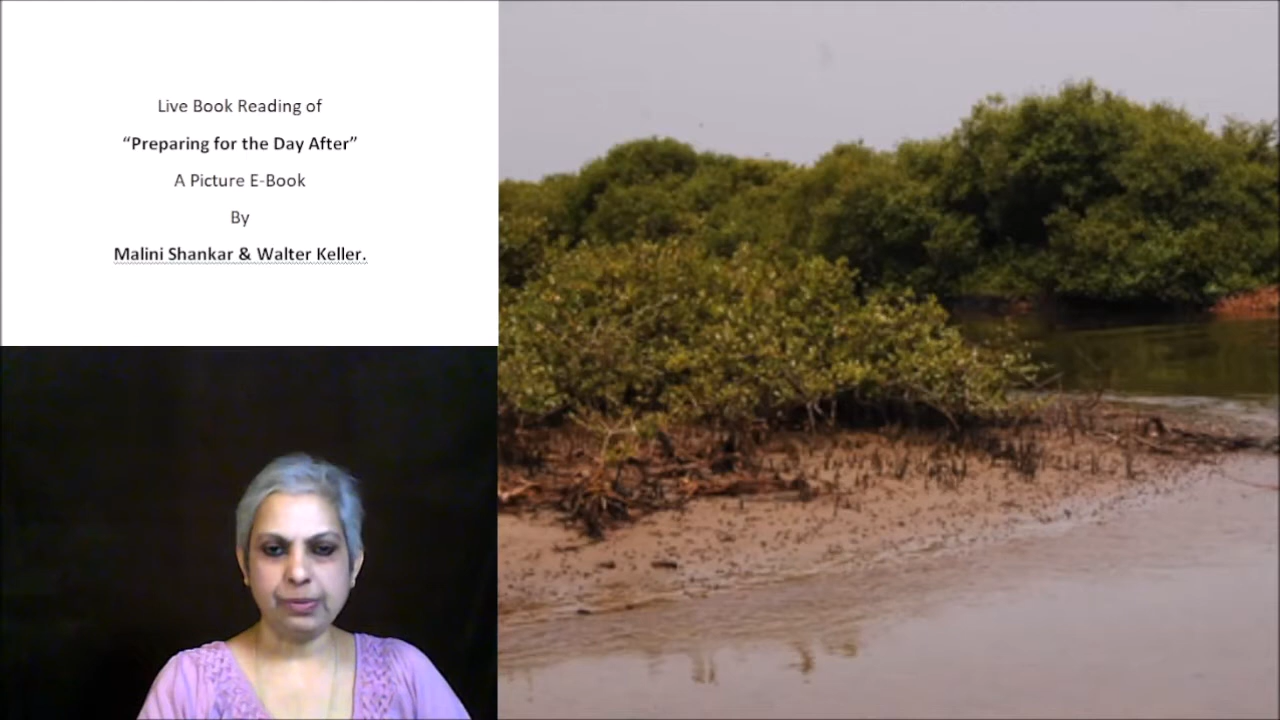 Live Book Reading of
“Preparing for the Day After”
A Picture E-Book
By
Malini Shankar & Walter Keller.